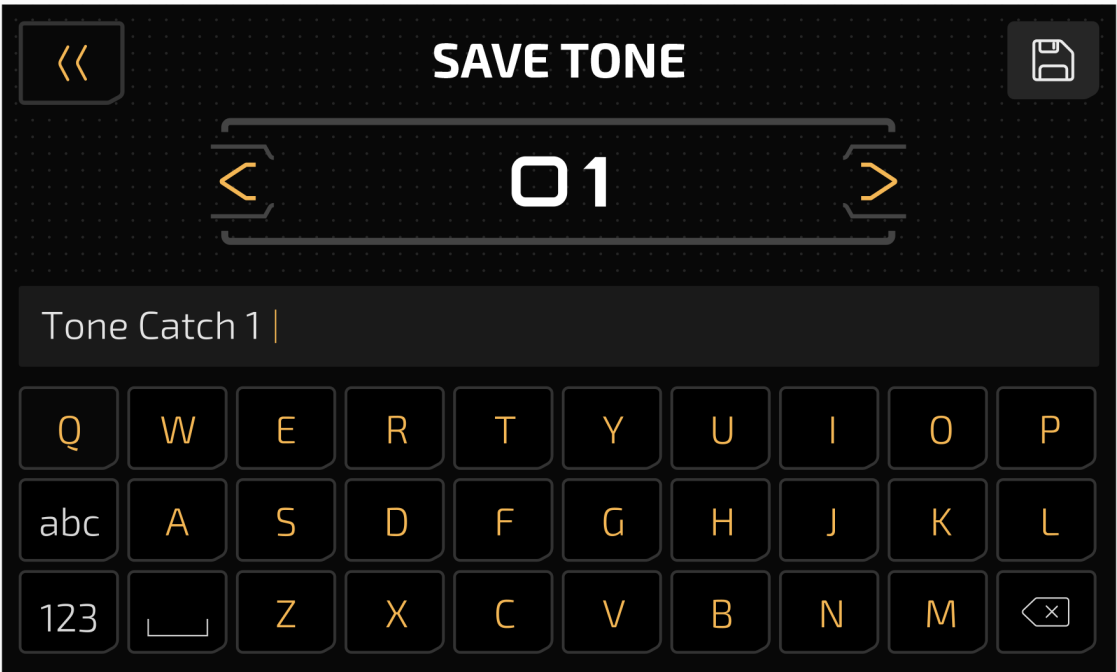 SAVE TONE
01
Tone Catch 1
Q W E R T Y U I O P
abc A S D F G H J K L
123 Z X C V B N M